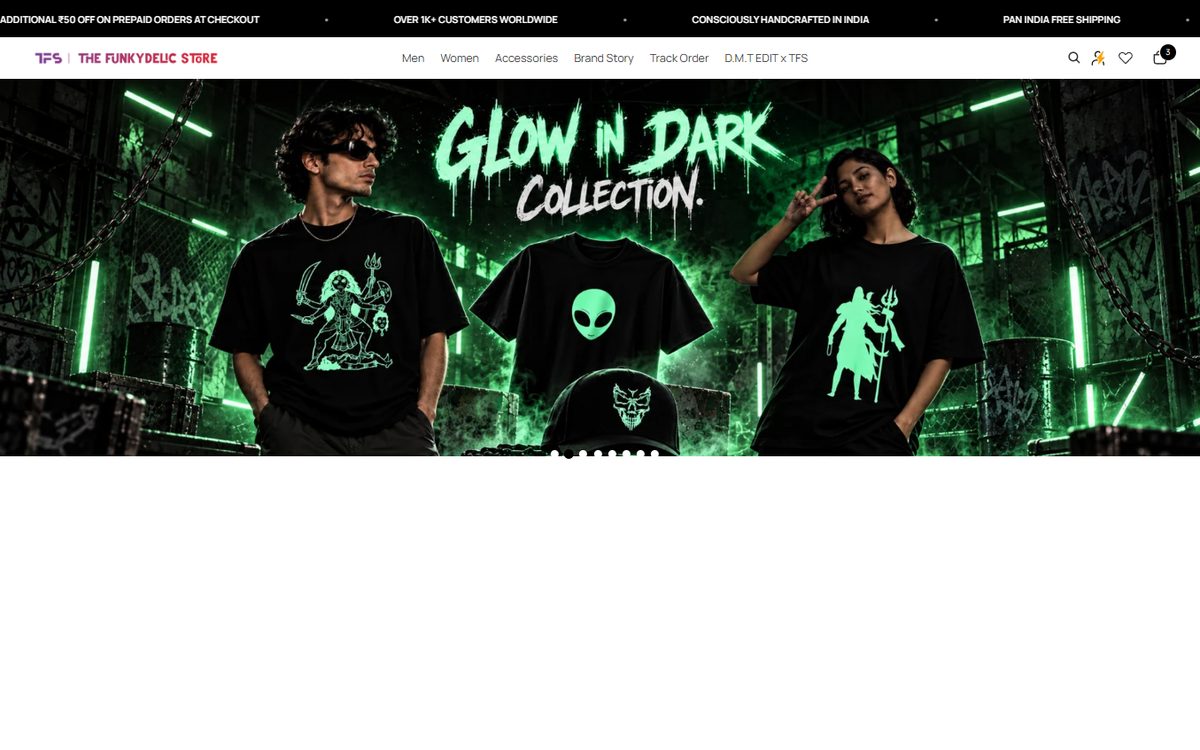 ADDITIONAL ₹50 OFF ON PREPAID ORDERS AT CHECKOUT • OVER 1K+ CUSTOMERS WORLDWIDE • CONSCIOUSLY HANDCRAFTED IN INDIA • PAN INDIA FREE SHIPPING •
TFS | THE FUNKYDELIC STORE Men Women Accessories Brand Story Track Order D.M.T EDIT x TFS 3
GLOW iN DARK
COLLECTiON.